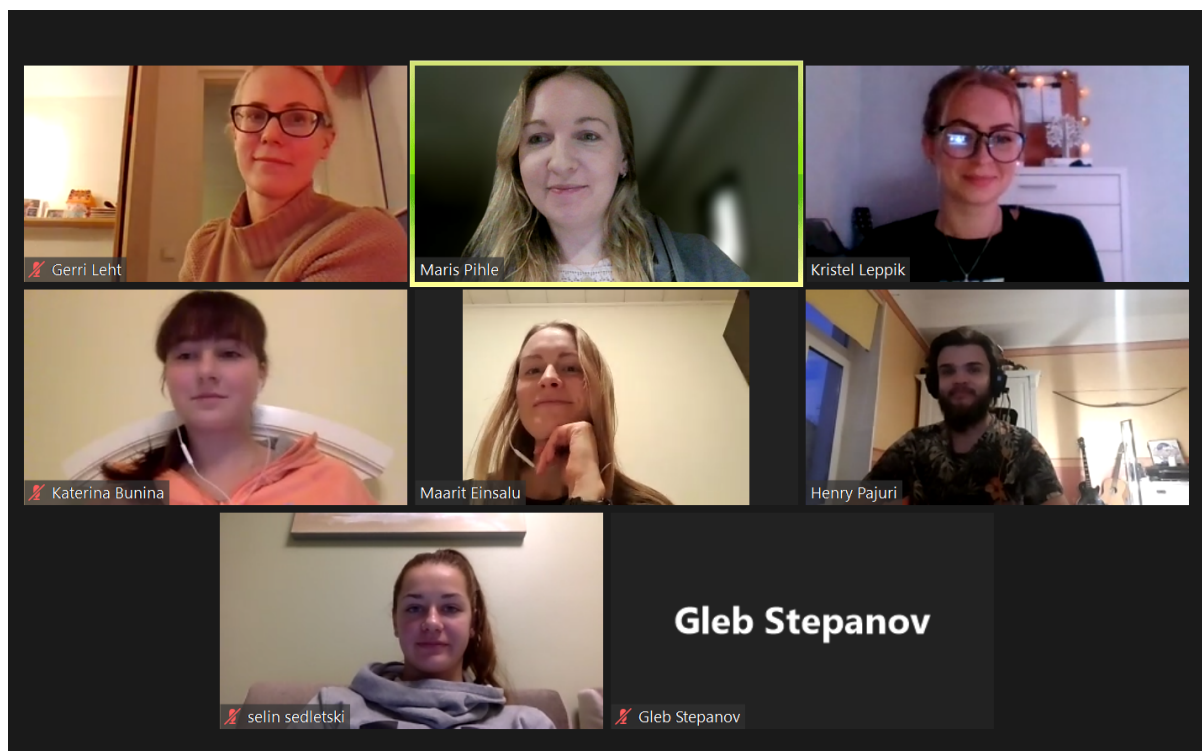 Gerri Leht
Maris Pihle
Kristel Leppik
Katerina Bunina
Maarit Einsalu
Henry Pajuri
Gleb Stepanov
selin sedletski
Gleb Stepanov